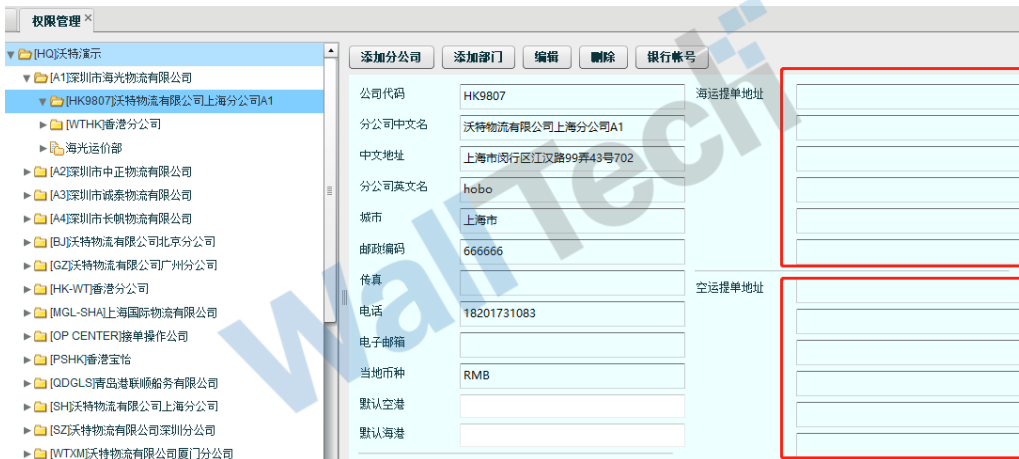 权限管理 ×
[HQ]沃特演示
[A1]深圳市海光物流有限公司
[HK9807]沃特物流有限公司上海分公司A1
[WTHK]香港分公司
海光运价部
[A2]深圳市中正物流有限公司
[A3]深圳市诚泰物流有限公司
[A4]深圳市长帆物流有限公司
[BJ]沃特物流有限公司北京分公司
[GZ]沃特物流有限公司广州分公司
[HK-WT]香港分公司
[MGL-SHA]上海国际物流有限公司
[OP CENTER]接单操作公司
[PSHK]香港宝怡
[QDGLS]青岛港联顺船务有限公司
[SH]沃特物流有限公司上海分公司
[SZ]沃特物流有限公司深圳分公司
[WTXM]沃特物流有限公司厦门分公司
添加分公司 添加部门 编辑 删除 银行帐号
公司代码 HK9807
分公司中文名 沃特物流有限公司上海分公司A1
中文地址 上海市闵行区江汉路99弄43号702
分公司英文名 hobo
城市 上海市
邮政编码 666666
传真
电话 18201731083
电子邮箱
当地币种 RMB
默认空港
默认海港
海运提单地址
空运提单地址
WallTech